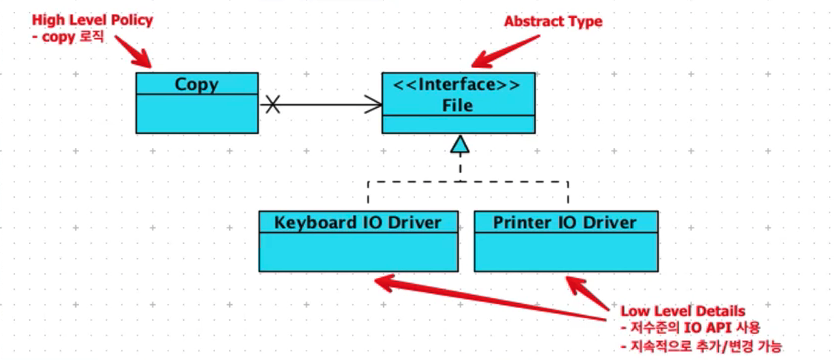 High Level Policy
- copy 로직
Abstract Type
Copy
<<Interface>>
File
Keyboard IO Driver
Printer IO Driver
Low Level Details
- 저수준의 IO API 사용
- 지속적으로 추가/변경 가능